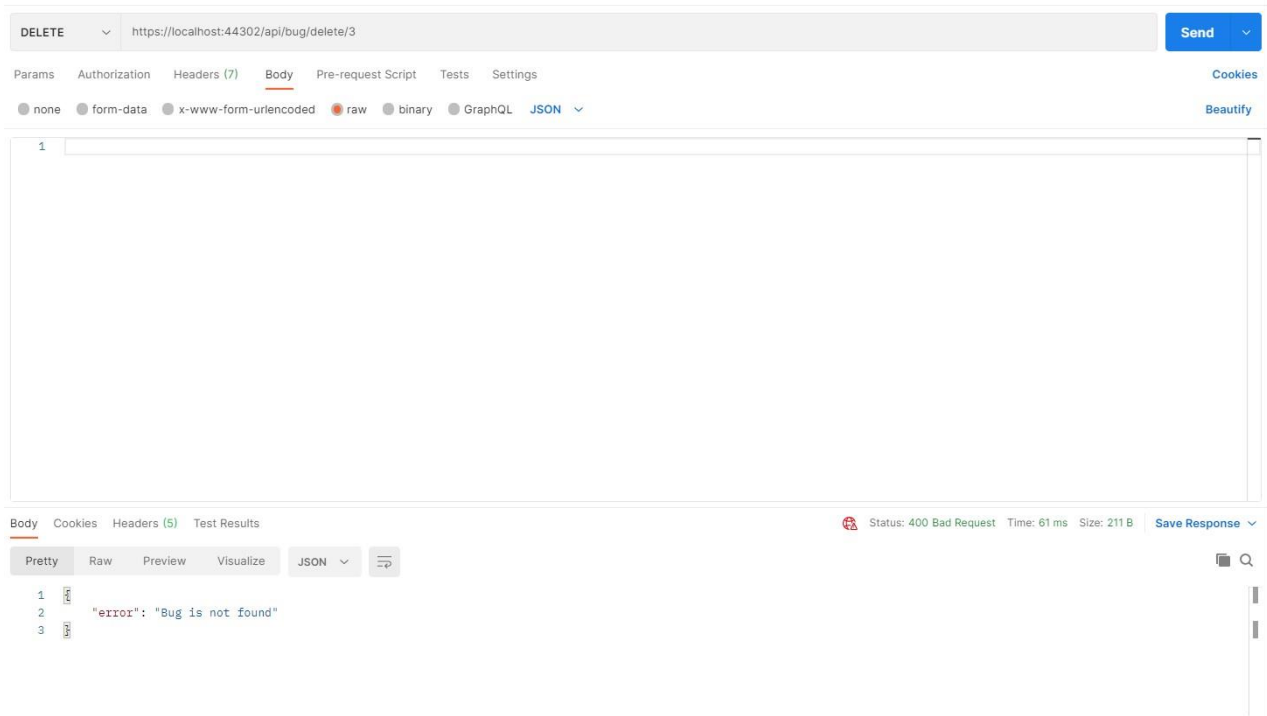 DELETE https://localhost:44302/api/bug/delete/3 Send
Params Authorization Headers (7) Body Pre-request Script Tests Settings Cookies
none form-data x-www-form-urlencoded raw binary GraphQL JSON Beautify
1
Body Cookies Headers (5) Test Results Status: 400 Bad Request Time: 61 ms Size: 211 B Save Response
Pretty Raw Preview Visualize JSON
1 {
2 "error": "Bug is not found"
3 }